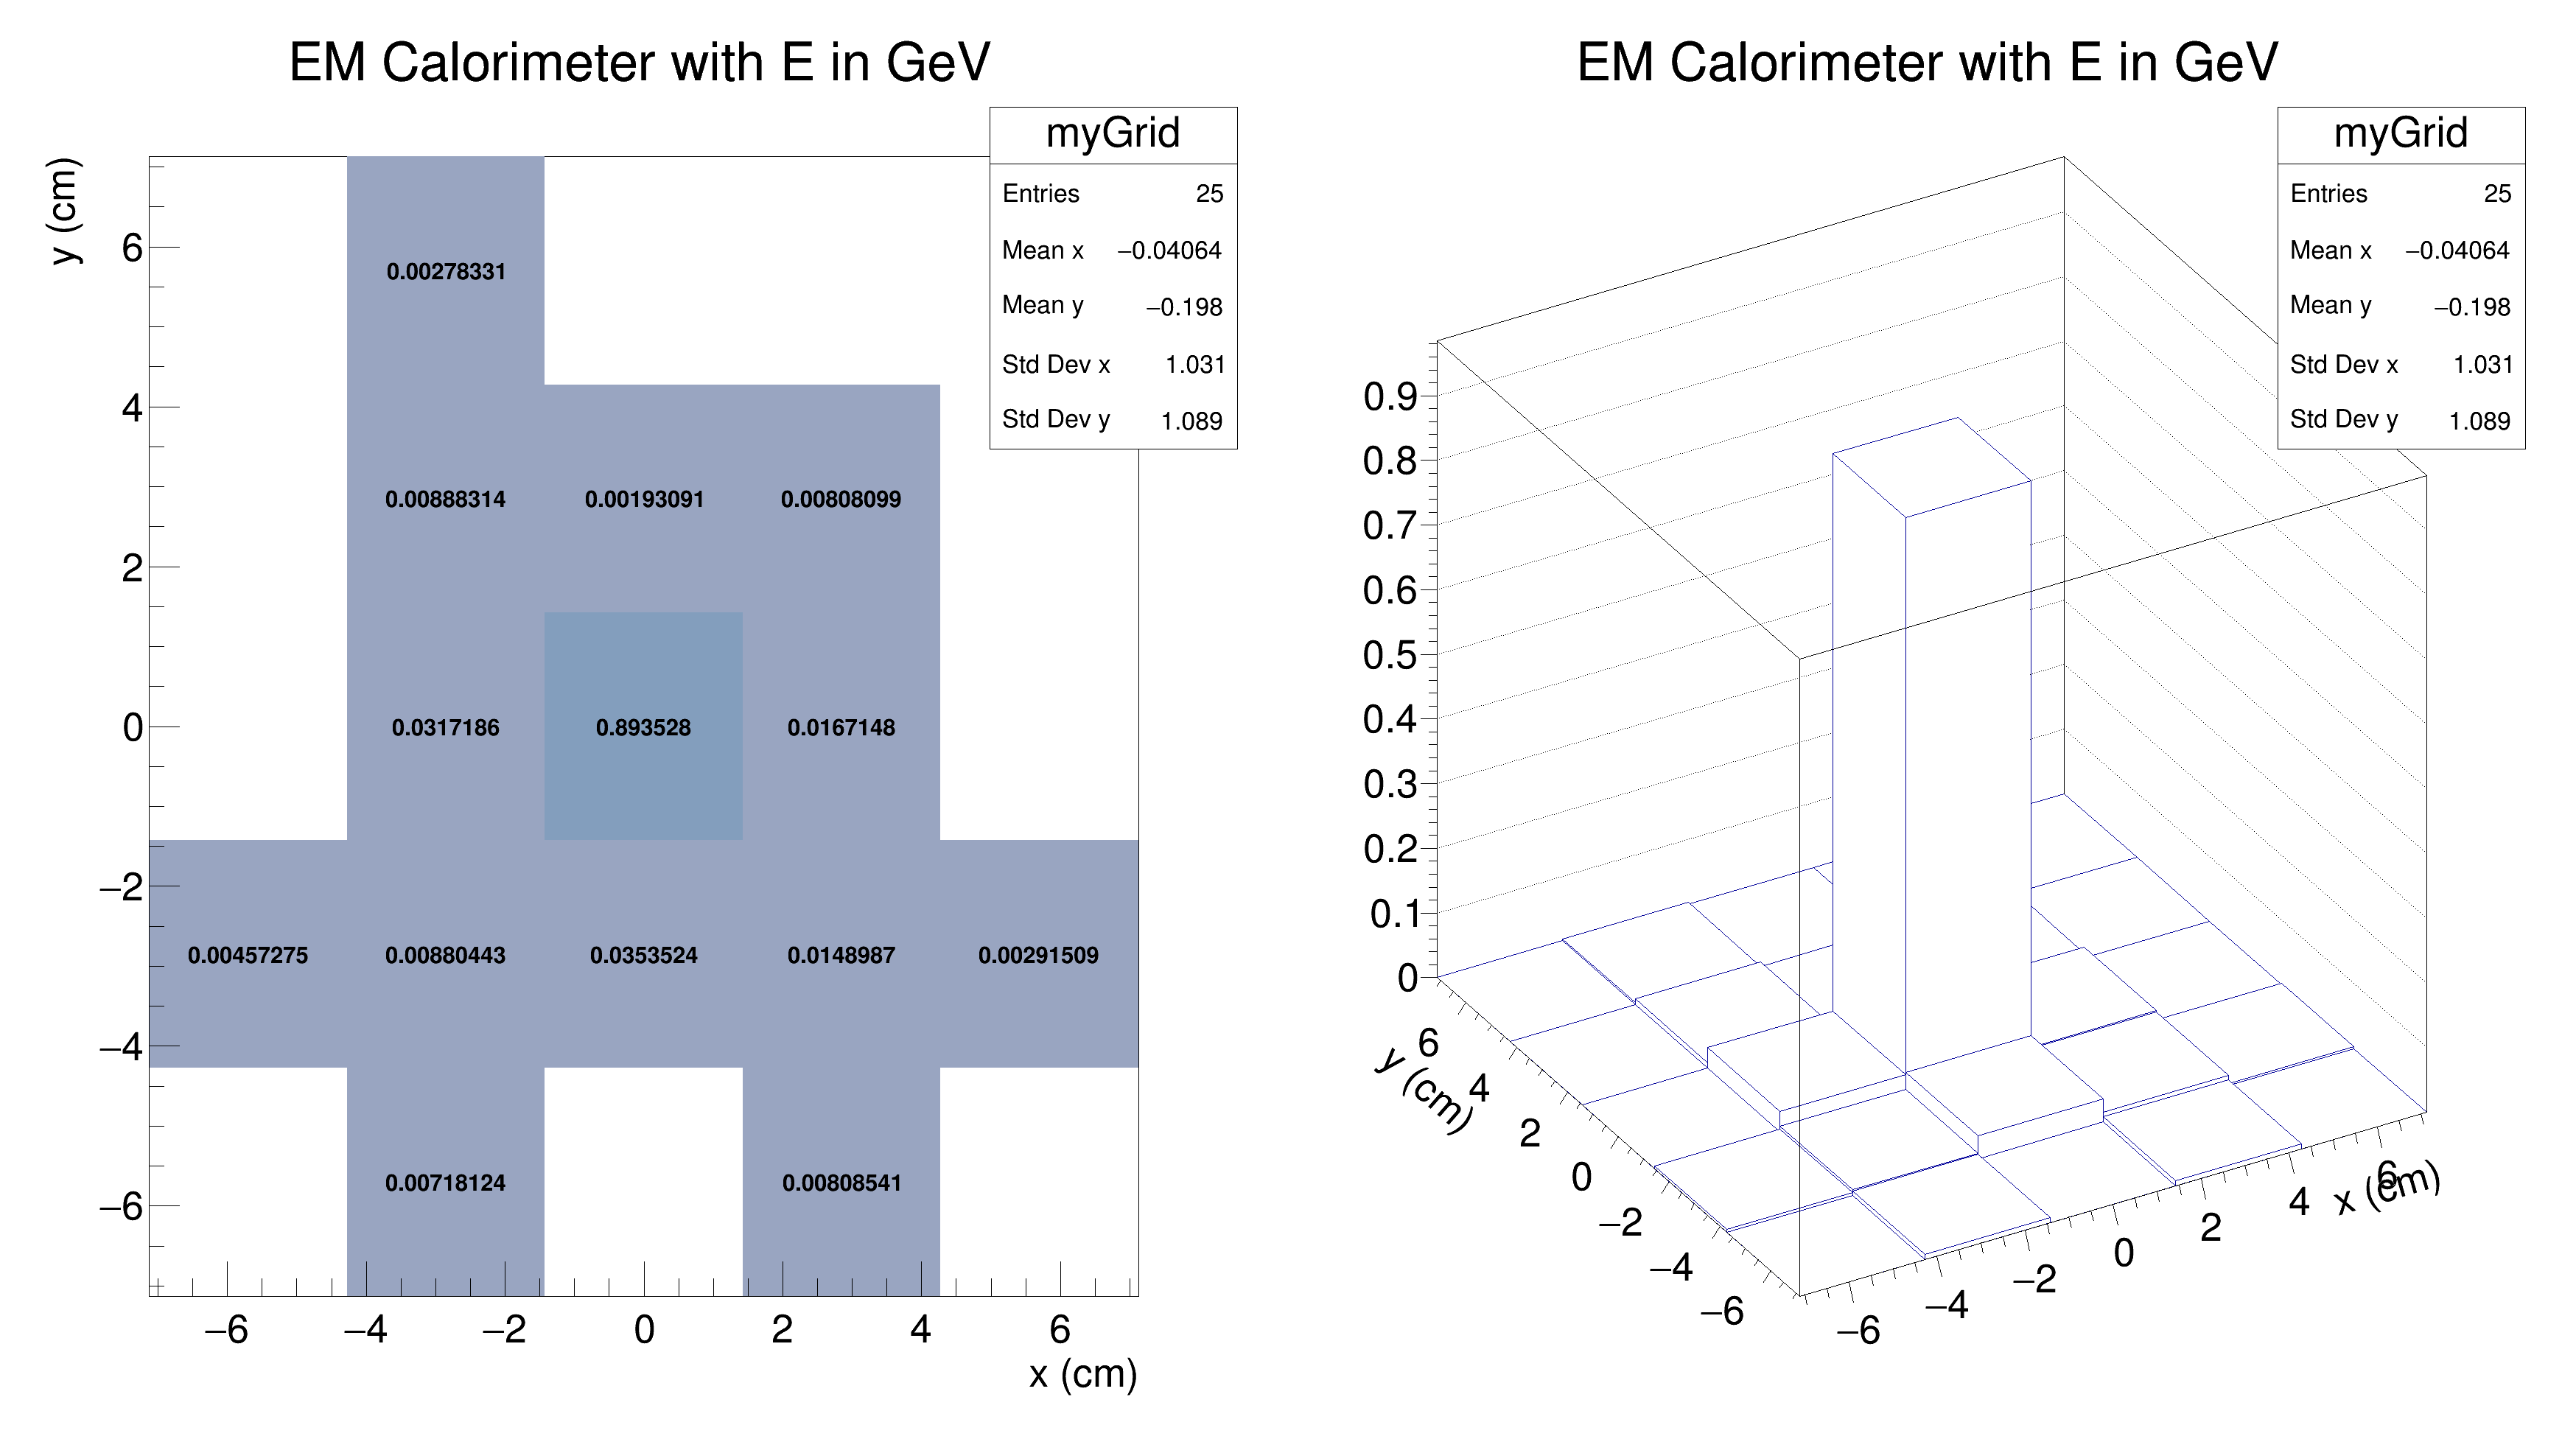 EM Calorimeter with E in GeV
myGrid
Entries 25
Mean x −0.04064
Mean y −0.198
Std Dev x 1.031
Std Dev y 1.089
y (cm)
6
4
2
0
−2
−4
−6
0.00278331
0.00888314 0.00193091 0.00808099
0.0317186 0.893528 0.0167148
0.00457275 0.00880443 0.0353524 0.0148987 0.00291509
0.00718124 0.00808541
−6 −4 −2 0 2 4 6
x (cm)
EM Calorimeter with E in GeV
myGrid
Entries 25
Mean x −0.04064
Mean y −0.198
Std Dev x 1.031
Std Dev y 1.089
0.9
0.8
0.7
0.6
0.5
0.4
0.3
0.2
0.1
0
y (cm)
6
4
2
0
−2
−4
−6
−6
−4
−2
0
2
4
6
x (cm)